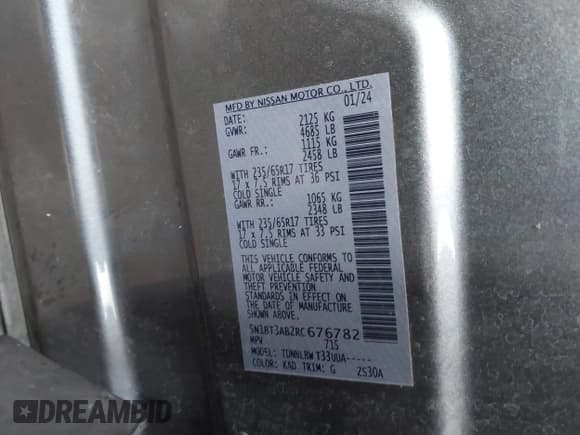 MFD BY NISSAN MOTOR CO., LTD.
DATE: 01/24
GVWR: 2125 KG
4685 LB
GAWR FR.: 1115 KG
2458 LB
WITH 235/65R17 TIRES
17 x 7.5 RIMS AT 36 PSI
COLD SINGLE
GAWR RR.: 1065 KG
2348 LB
WITH 235/65R17 TIRES
17 x 7.5 RIMS AT 33 PSI
COLD SINGLE
THIS VEHICLE CONFORMS TO
ALL APPLICABLE FEDERAL
MOTOR VEHICLE SAFETY AND
THEFT PREVENTION
STANDARDS IN EFFECT ON
THE DATE OF MANUFACTURE
SHOWN ABOVE.
5N1BT3AB2RC676782
MPV 715
MODEL: TDNNLBW T33UUA-----
COLOR: KAD TRIM: G 2S30A
DREAMBID